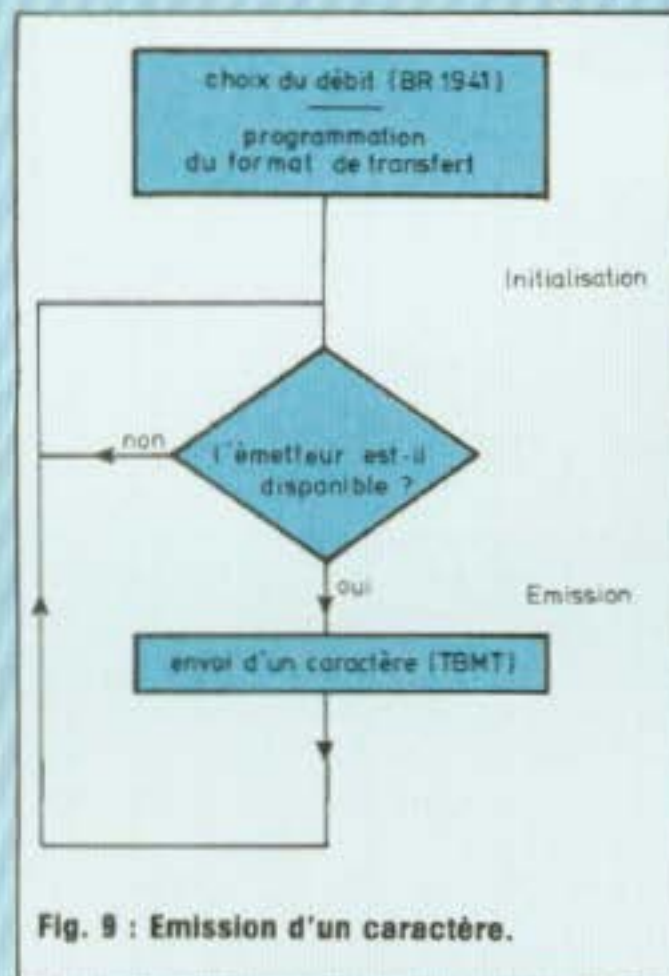 choix du débit (BR 1941)
programmation
du format de transfert
Initialisation
non
l'émetteur est-il
disponible ?
oui
Emission
envoi d'un caractère (TBMT)
Fig. 9 : Emission d'un caractère.